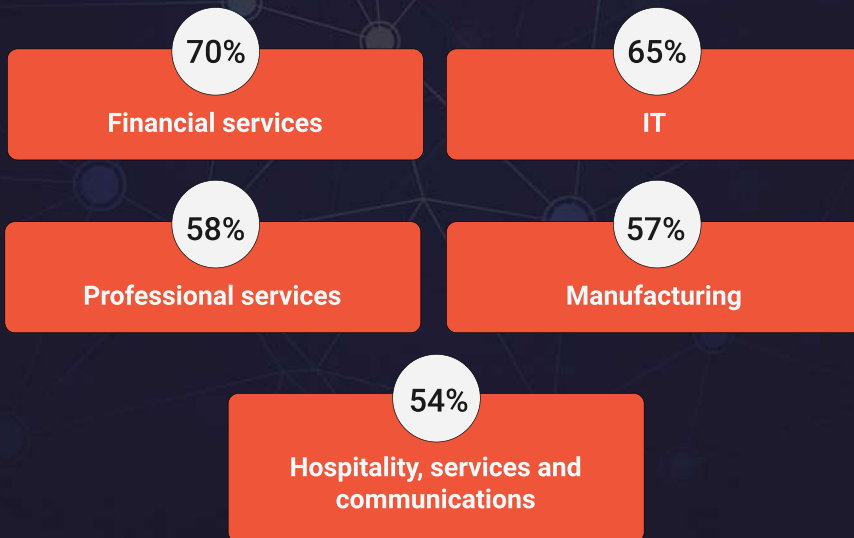 70%
Financial services
65%
IT
58%
Professional services
57%
Manufacturing
54%
Hospitality, services and
communications